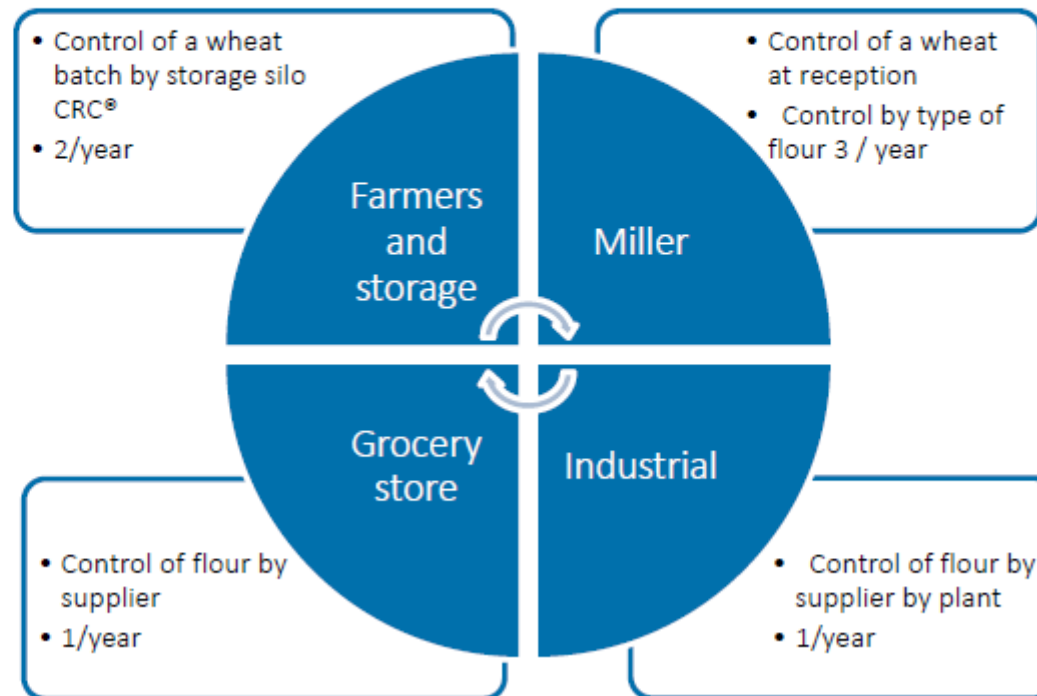 • Control of a wheat
batch by storage silo
CRC®
• 2/year
• Control of a wheat
at reception
• Control by type of
flour 3 / year
Farmers
and
storage
Miller
Grocery
store
Industrial
• Control of flour by
supplier
• 1/year
• Control of flour by
supplier by plant
• 1/year